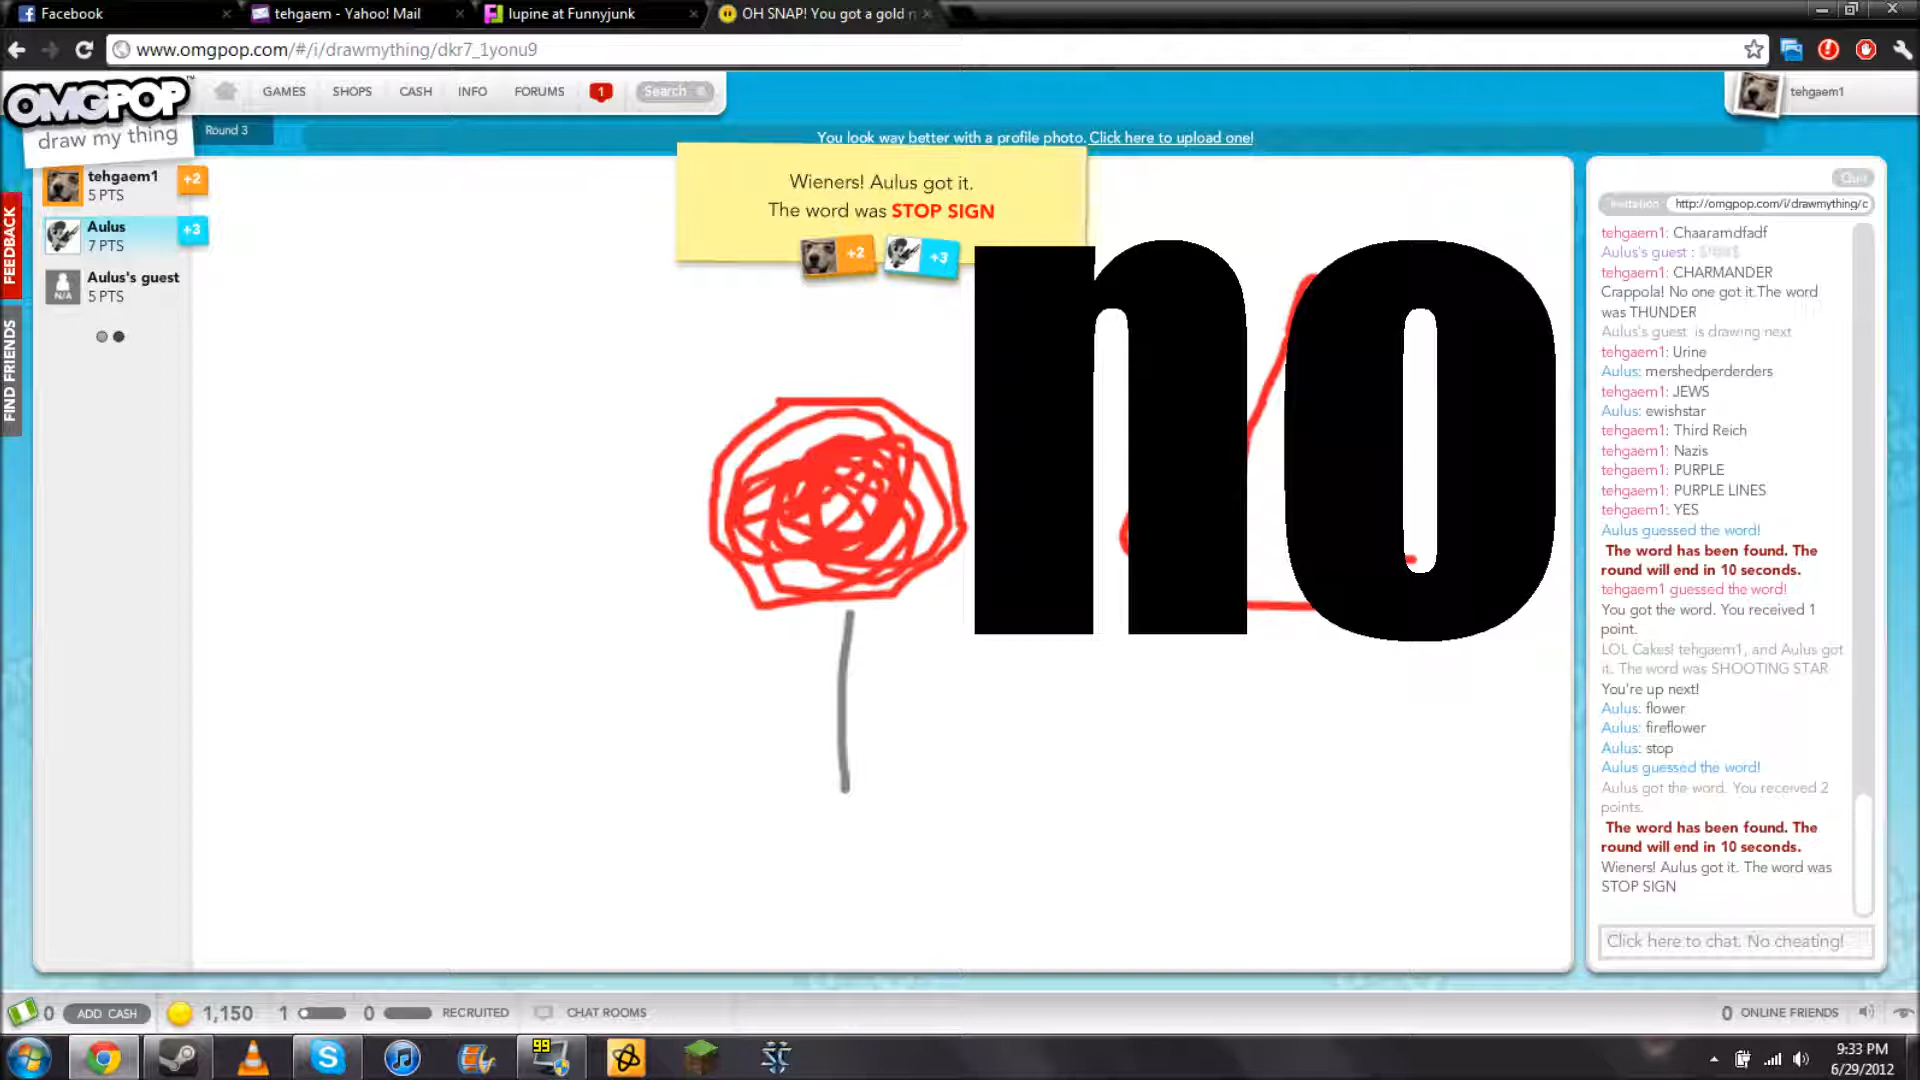 Facebook
tehgaem - Yahoo! Mail
lupine at Funnyjunk
OH SNAP! You got a gold
www.omgpop.com/#/i/drawmything/dkr7_1yonu9
OMGPOP
draw my thing
GAMES
SHOPS
CASH
INFO
FORUMS
1
Search
tehgaem1
Round 3
You look way better with a profile photo. Click here to upload one!
FEEDBACK
FIND FRIENDS
tehgaem1
5 PTS
+2
Aulus
7 PTS
+3
N/A
Aulus's guest
5 PTS
Wieners! Aulus got it.
The word was STOP SIGN
+2
+3
no
Quit
Invitation
http://omgpop.com/i/drawmything/c
tehgaem1: Chaaramdfadf
Aulus's guest :
tehgaem1: CHARMANDER
Crappola! No one got it.The word
was THUNDER
Aulus's guest is drawing next
tehgaem1: Urine
Aulus: mershedperderders
tehgaem1: JEWS
Aulus: ewishstar
tehgaem1: Third Reich
tehgaem1: Nazis
tehgaem1: PURPLE
tehgaem1: PURPLE LINES
tehgaem1: YES
Aulus guessed the word!
The word has been found. The
round will end in 10 seconds.
tehgaem1 guessed the word!
You got the word. You received 1
point.
LOL Cakes! tehgaem1, and Aulus got
it. The word was SHOOTING STAR
You're up next!
Aulus: flower
Aulus: fireflower
Aulus: stop
Aulus guessed the word!
Aulus got the word. You received 2
points.
The word has been found. The
round will end in 10 seconds.
Wieners! Aulus got it. The word was
STOP SIGN
Click here to chat. No cheating!
0
ADD CASH
1,150
1
0
RECRUITED
CHAT ROOMS
0 ONLINE FRIENDS
99
9:33 PM
6/29/2012